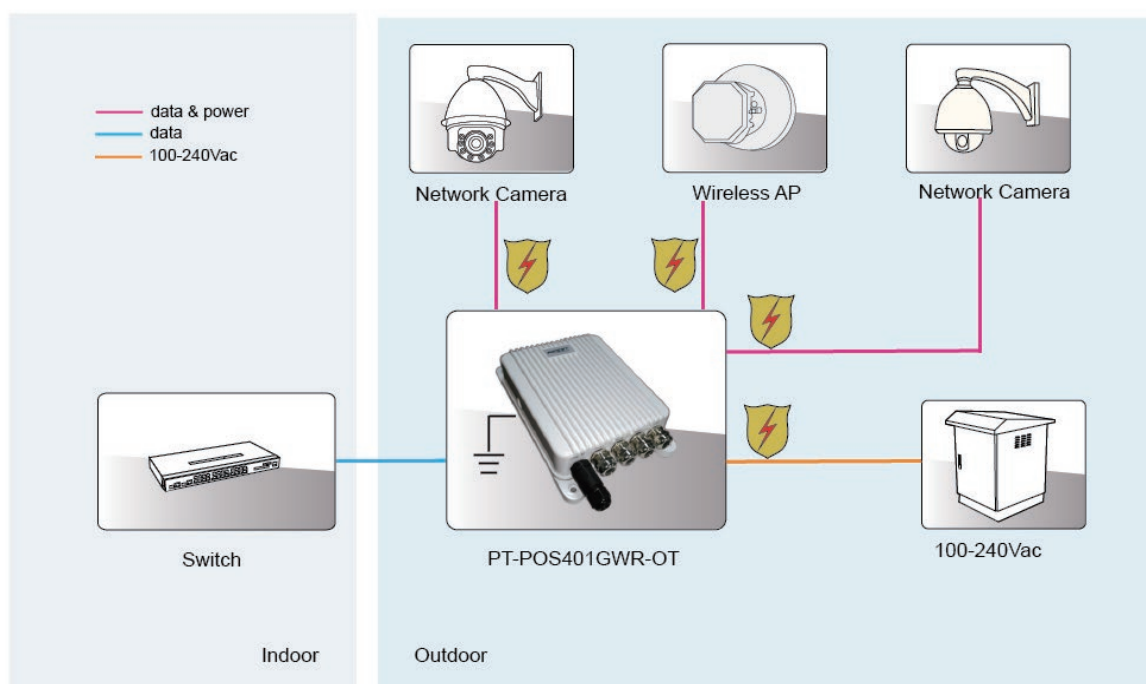 data & power
data
100-240Vac
Network Camera
Wireless AP
Network Camera
Switch
PT-POS401GWR-OT
100-240Vac
Indoor
Outdoor